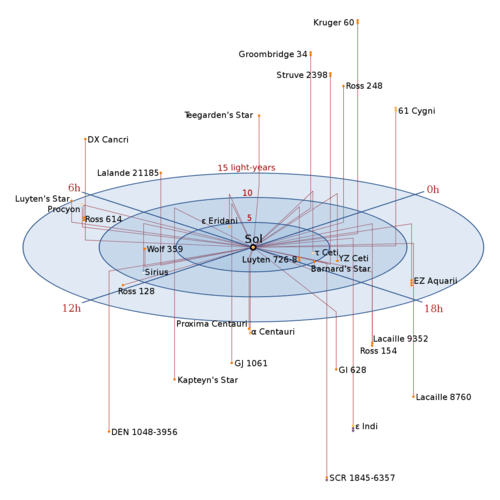 Kruger 60
Groombridge 34
Struve 2398
Ross 248
61 Cygni
Teegarden's Star
DX Cancri
15 light-years
Lalande 21185
6h
0h
10
Luyten's Star
Procyon
Ross 614
5
ε Eridani
Sol
Wolf 359
τ Ceti
Luyten 726-8
YZ Ceti
Barnard's Star
Sirius
EZ Aquarii
Ross 128
12h
18h
Proxima Centauri
α Centauri
Lacaille 9352
Ross 154
GJ 1061
Gl 628
Kapteyn's Star
Lacaille 8760
DEN 1048-3956
ε Indi
SCR 1845-6357